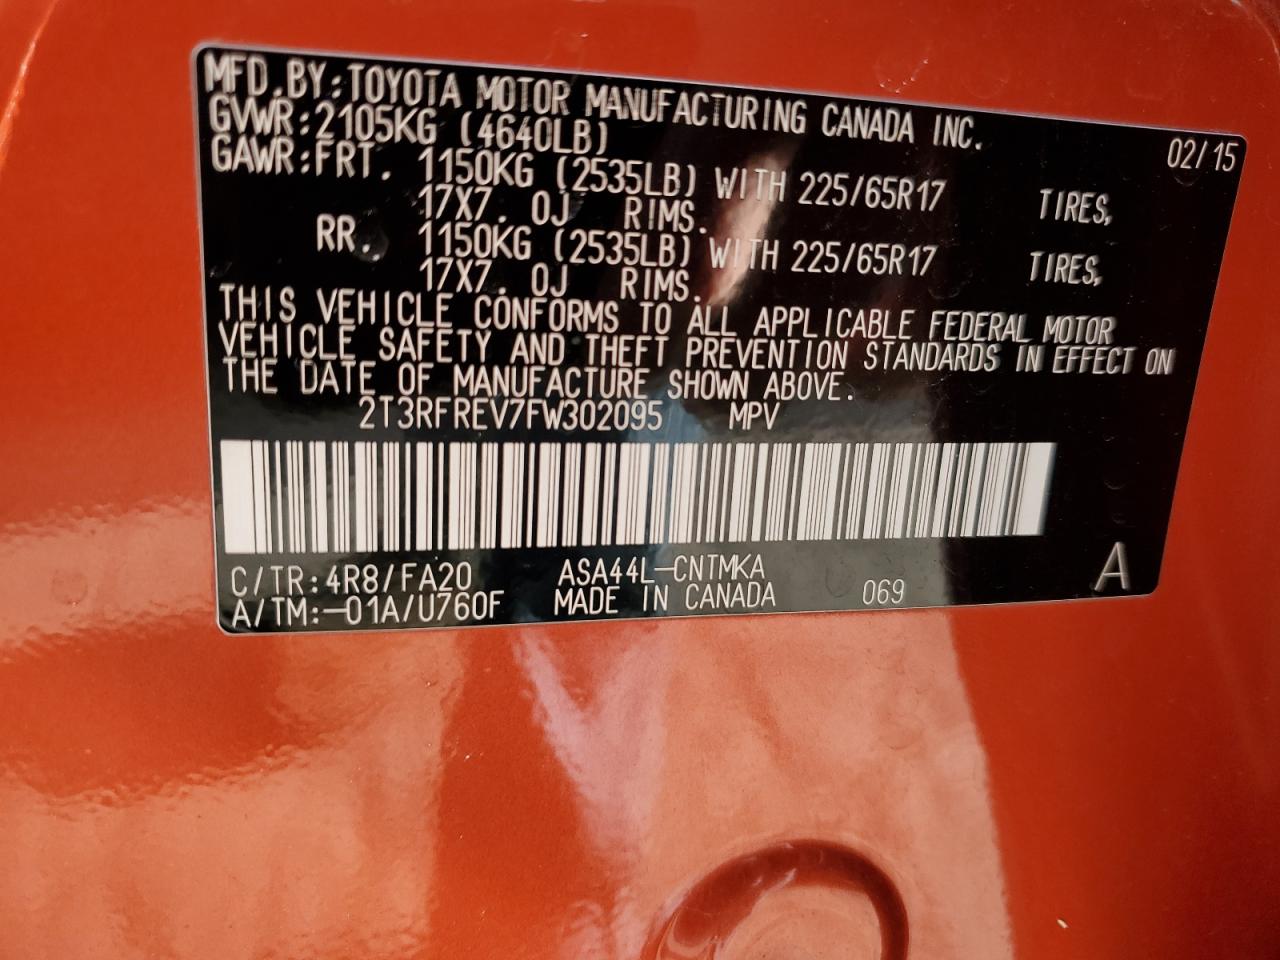 MFD.BY:TOYOTA MOTOR MANUFACTURING CANADA INC.
GVWR:2105KG (4640LB) 02/15
GAWR:FRT. 1150KG (2535LB) WITH 225/65R17 TIRES,
17X7.0J RIMS.
RR. 1150KG (2535LB) WITH 225/65R17 TIRES,
17X7.0J RIMS.
THIS VEHICLE CONFORMS TO ALL APPLICABLE FEDERAL MOTOR
VEHICLE SAFETY AND THEFT PREVENTION STANDARDS IN EFFECT ON
THE DATE OF MANUFACTURE SHOWN ABOVE.
2T3RFREV7FW302095 MPV
C/TR:4R8/FA20 ASA44L-CNTMKA A
A/TM:-01A/U760F MADE IN CANADA 069